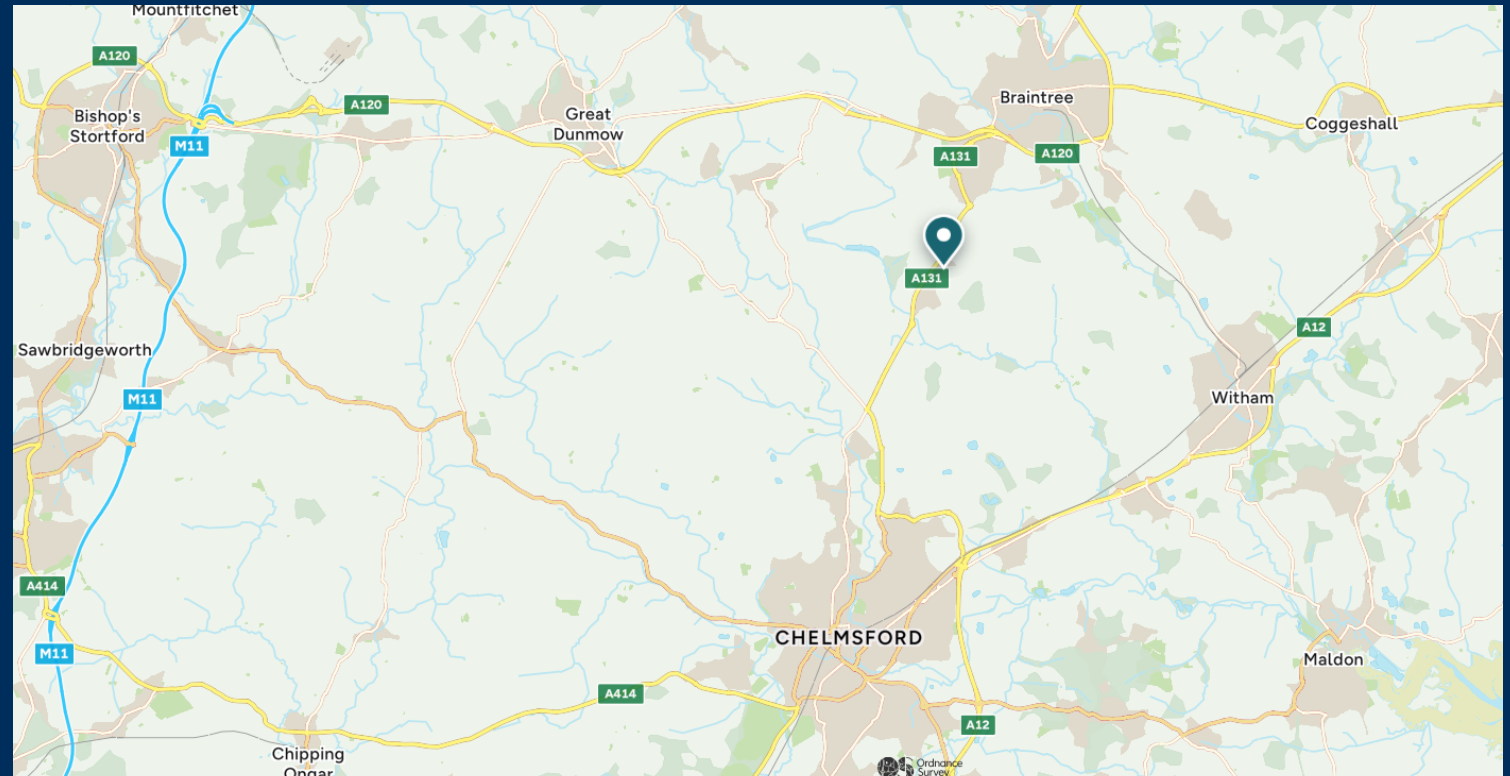 Mountfitchet
A120
A120
Bishop's
Stortford
M11
Great
Dunmow
Braintree
Coggeshall
A131
A120
A131
A12
Sawbridgeworth
M11
Witham
A414
CHELMSFORD
M11
Maldon
A414
A12
Chipping
Ongar
Ordnance
Survey